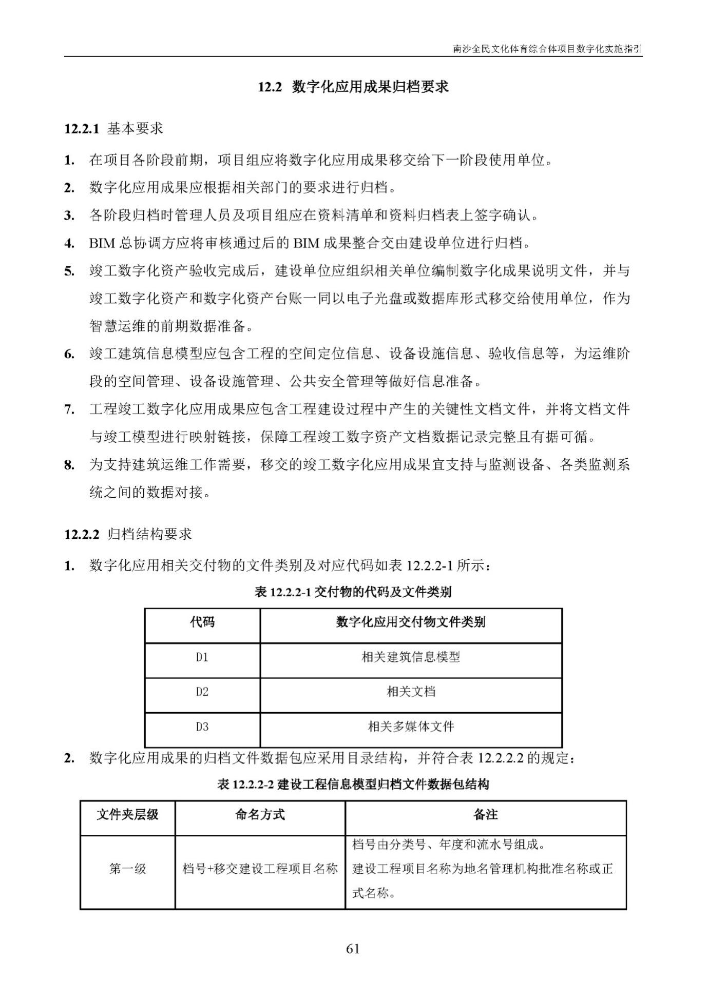 南沙全民文化体育综合体项目数字化实施指引
12.2 数字化应用成果归档要求
12.2.1 基本要求
1. 在项目各阶段前期，项目组应将数字化应用成果移交给下一阶段使用单位。
2. 数字化应用成果应根据相关部门的要求进行归档。
3. 各阶段归档时管理人员及项目组应在资料清单和资料归档表上签字确认。
4. BIM 总协调方应将审核通过后的 BIM 成果整合交由建设单位进行归档。
5. 竣工数字化资产验收完成后，建设单位应组织相关单位编制数字化成果说明文件，并与
竣工数字化资产和数字化资产台账一同以电子光盘或数据库形式移交给使用单位，作为
智慧运维的前期数据准备。
6. 竣工建筑信息模型应包含工程的空间定位信息、设备设施信息、验收信息等，为运维阶
段的空间管理、设备设施管理、公共安全管理等做好信息准备。
7. 工程竣工数字化应用成果应包含工程建设过程中产生的关键性文档文件，并将文档文件
与竣工模型进行映射链接，保障工程竣工数字资产文档数据记录完整且有据可循。
8. 为支持建筑运维工作需要，移交的竣工数字化应用成果宜支持与监测设备、各类监测系
统之间的数据对接。
12.2.2 归档结构要求
1. 数字化应用相关交付物的文件类别及对应代码如表 12.2.2-1 所示：
表 12.2.2-1 交付物的代码及文件类别
代码 数字化应用交付物文件类别
D1 相关建筑信息模型
D2 相关文档
D3 相关多媒体文件
2. 数字化应用成果的归档文件数据包应采用目录结构，并符合表 12.2.2.2 的规定：
表 12.2.2-2 建设工程信息模型归档文件数据包结构
文件夹层级 命名方式 备注
档号由分类号、年度和流水号组成。
第一级 档号+移交建设工程项目名称 建设工程项目名称为地名管理机构批准名称或正
式名称。
61